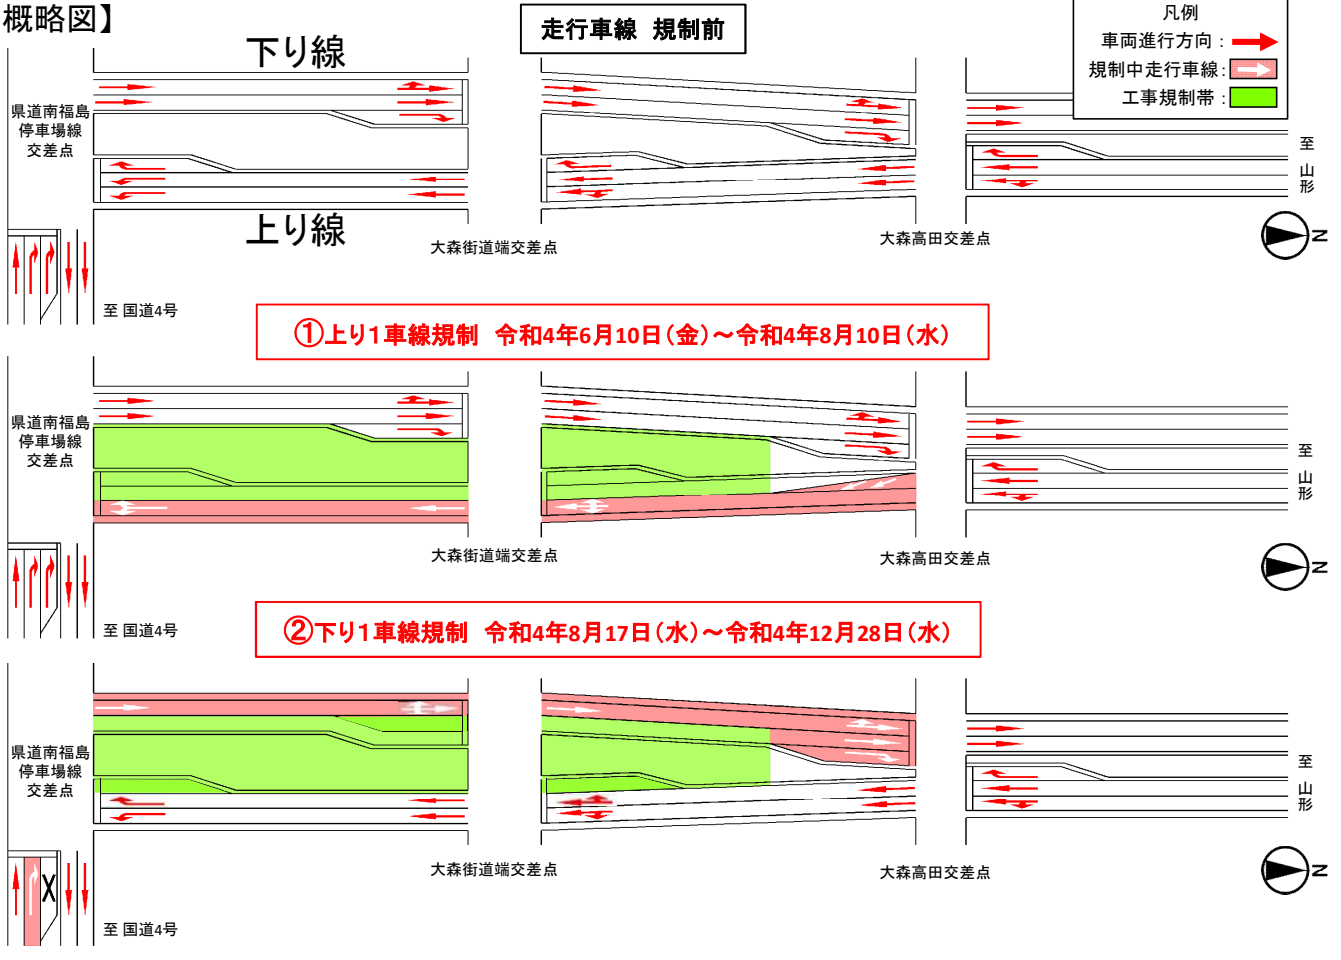 概略図】
走行車線 規制前
凡例
車両進行方向：
規制中走行車線：
工事規制帯：
下り線
県道南福島
停車場線
交差点
至
山
形
上り線
大森街道端交差点
大森高田交差点
N
至 国道4号
①上り1車線規制 令和4年6月10日(金)～令和4年8月10日(水)
県道南福島
停車場線
交差点
至
山
形
大森街道端交差点
大森高田交差点
N
至 国道4号
②下り1車線規制 令和4年8月17日(水)～令和4年12月28日(水)
県道南福島
停車場線
交差点
至
山
形
大森街道端交差点
大森高田交差点
N
X
至 国道4号